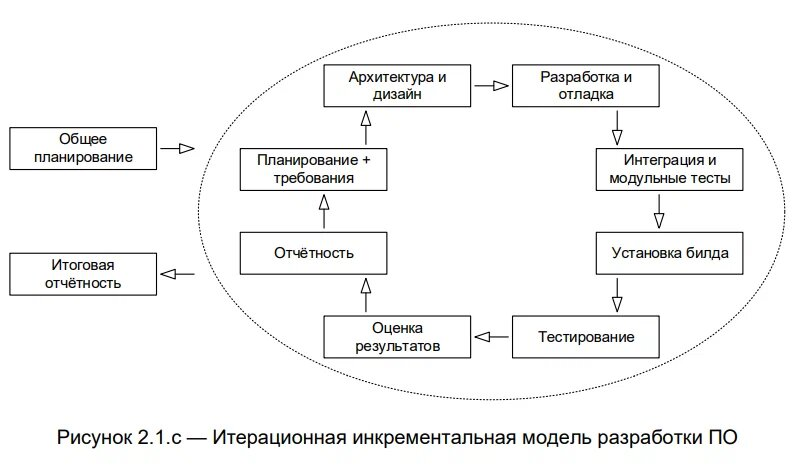 Архитектура и
дизайн
Разработка и
отладка
Общее
планирование
Планирование +
требования
Интеграция и
модульные тесты
Итоговая
отчётность
Отчётность
Установка билда
Оценка
результатов
Тестирование
Рисунок 2.1.c — Итерационная инкрементальная модель разработки ПО